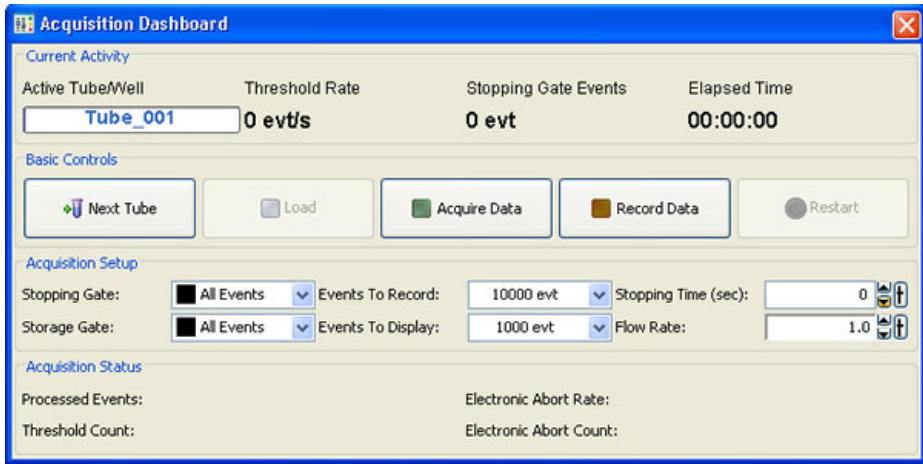 Acquisition Dashboard
Current Activity
Active Tube/Well Threshold Rate Stopping Gate Events Elapsed Time
Tube_001 0 evt/s 0 evt 00:00:00
Basic Controls
Next Tube Load Acquire Data Record Data Restart
Acquisition Setup
Stopping Gate: All Events Events To Record: 10000 evt Stopping Time (sec): 0
Storage Gate: All Events Events To Display: 1000 evt Flow Rate: 1.0
Acquisition Status
Processed Events: Electronic Abort Rate:
Threshold Count: Electronic Abort Count: